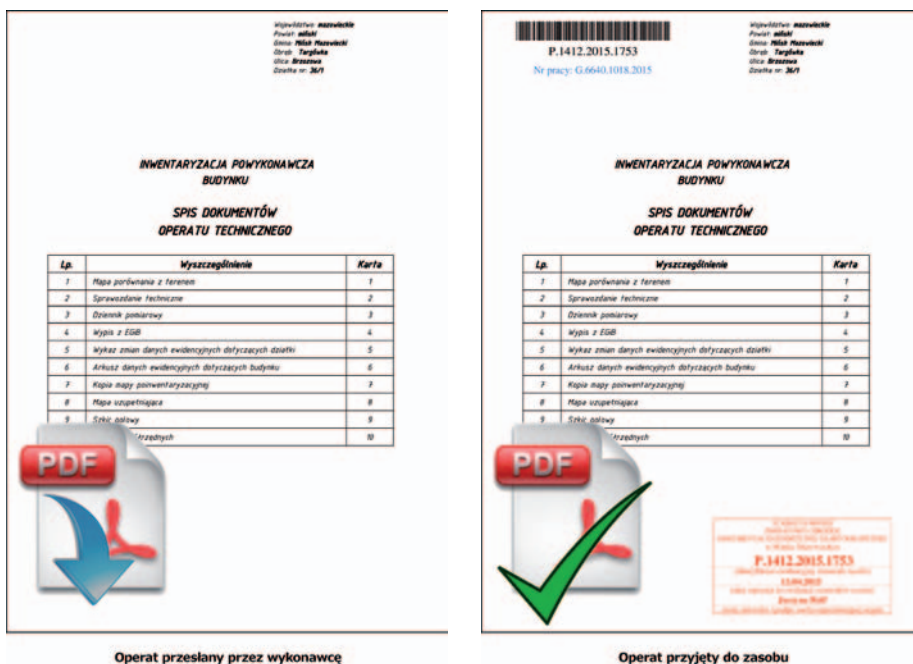 Województwo: mazowieckie
Powiat: miński
Gmina: Mińsk Mazowiecki
Obręb: Targówka
Ulica: Brzozowa
Działka nr: 36/1
INWENTARYZACJA POWYKONAWCZA
BUDYNKU
SPIS DOKUMENTÓW
OPERATU TECHNICZNEGO
Lp. Wyszczególnienie Karta
1 Mapa porównania z terenem 1
2 Sprawozdanie techniczne 2
3 Dziennik pomiarowy 3
4 Wypis z EGiB 4
5 Wykaz zmian danych ewidencyjnych dotyczących działki 5
6 Arkusz danych ewidencyjnych dotyczących budynku 6
7 Kopia mapy poinwentaryzacyjnej 7
8 Mapa uzupełniająca 8
9 Szkic polowy 9
10
PDF
Operat przesłany przez wykonawcę
P.1412.2015.1753
Nr pracy: G.6640.1018.2015
Województwo: mazowieckie
Powiat: miński
Gmina: Mińsk Mazowiecki
Obręb: Targówka
Ulica: Brzozowa
Działka nr: 36/1
INWENTARYZACJA POWYKONAWCZA
BUDYNKU
SPIS DOKUMENTÓW
OPERATU TECHNICZNEGO
Lp. Wyszczególnienie Karta
1 Mapa porównania z terenem 1
2 Sprawozdanie techniczne 2
3 Dziennik pomiarowy 3
4 Wypis z EGiB 4
5 Wykaz zmian danych ewidencyjnych dotyczących działki 5
6 Arkusz danych ewidencyjnych dotyczących budynku 6
7 Kopia mapy poinwentaryzacyjnej 7
8 Mapa uzupełniająca 8
9 Szkic polowy 9
10
PDF
P.1412.2015.1753
Operat przyjęty do zasobu